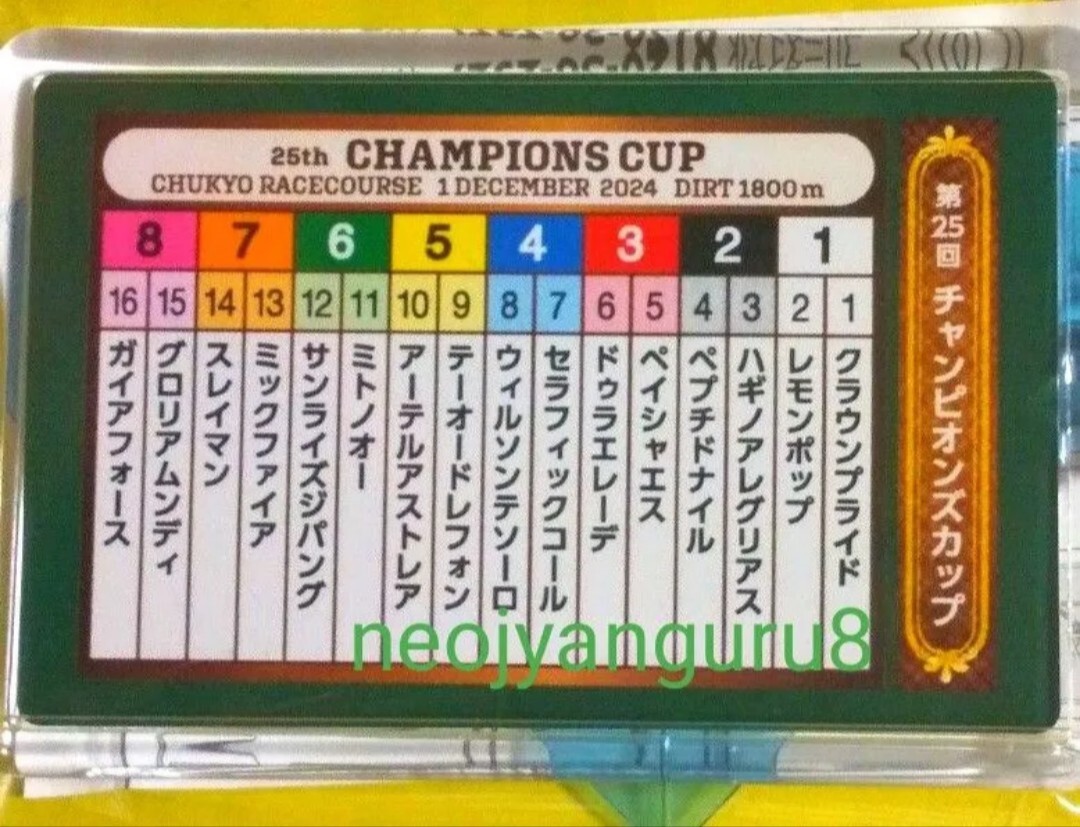 25th CHAMPIONS CUP
CHUKYO RACECOURSE 1 DECEMBER 2024 DIRT 1800m
8 7 6 5 4 3 2 1
16 15 14 13 12 11 10 9 8 7 6 5 4 3 2 1
第25回 チャンピオンズカップ
クラウンプライド
レモンポップ
ハギノアレグリアス
ペプチドナイル
ペイシャエス
ドゥラエレーデ
セラフィックコール
ウィルソンテソーロ
テーオードレフォン
アーテルアストレア
ミトノオー
サンライズジパング
ミックファイア
スレイマン
グロリアムンディ
ガイアフォース
neojyanguru8